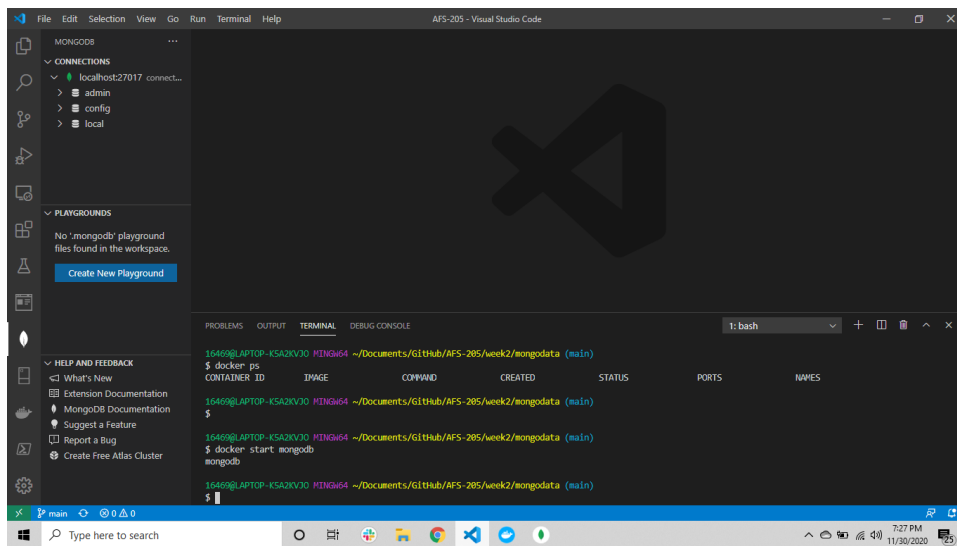 File Edit Selection View Go Run Terminal Help AFS-205 - Visual Studio Code
MONGODB
CONNECTIONS
localhost:27017 connect...
admin
config
local
PLAYGROUNDS
No '.mongodb' playground
files found in the workspace.
Create New Playground
HELP AND FEEDBACK
What's New
Extension Documentation
MongoDB Documentation
Suggest a Feature
Report a Bug
Create Free Atlas Cluster
PROBLEMS OUTPUT TERMINAL DEBUG CONSOLE 1: bash
16469@LAPTOP-K5A2KVJO MINGW64 ~/Documents/GitHub/AFS-205/week2/mongodata (main)
$ docker ps
CONTAINER ID IMAGE COMMAND CREATED STATUS PORTS NAMES
16469@LAPTOP-K5A2KVJO MINGW64 ~/Documents/GitHub/AFS-205/week2/mongodata (main)
$
16469@LAPTOP-K5A2KVJO MINGW64 ~/Documents/GitHub/AFS-205/week2/mongodata (main)
$ docker start mongodb
mongodb
16469@LAPTOP-K5A2KVJO MINGW64 ~/Documents/GitHub/AFS-205/week2/mongodata (main)
$
main 0 0
Type here to search
7:27 PM
11/30/2020
25